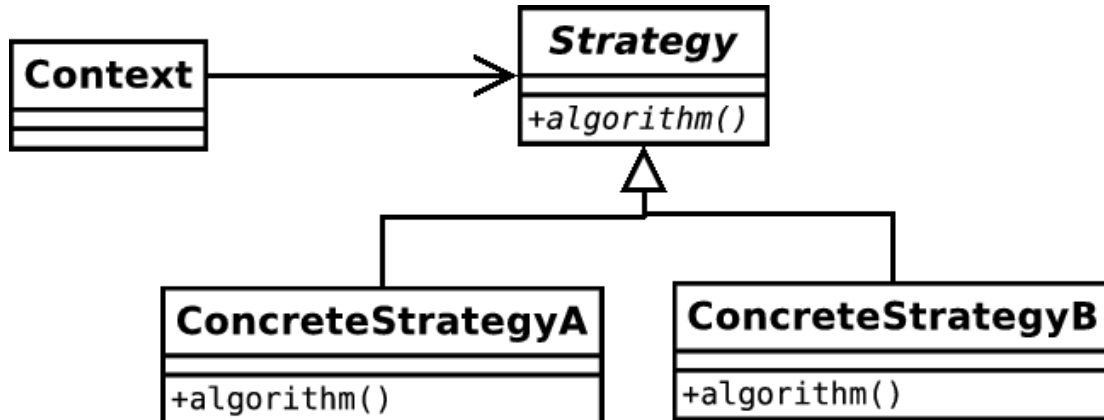 Context
Strategy
+algorithm()
ConcreteStrategyA
+algorithm()
ConcreteStrategyB
+algorithm()